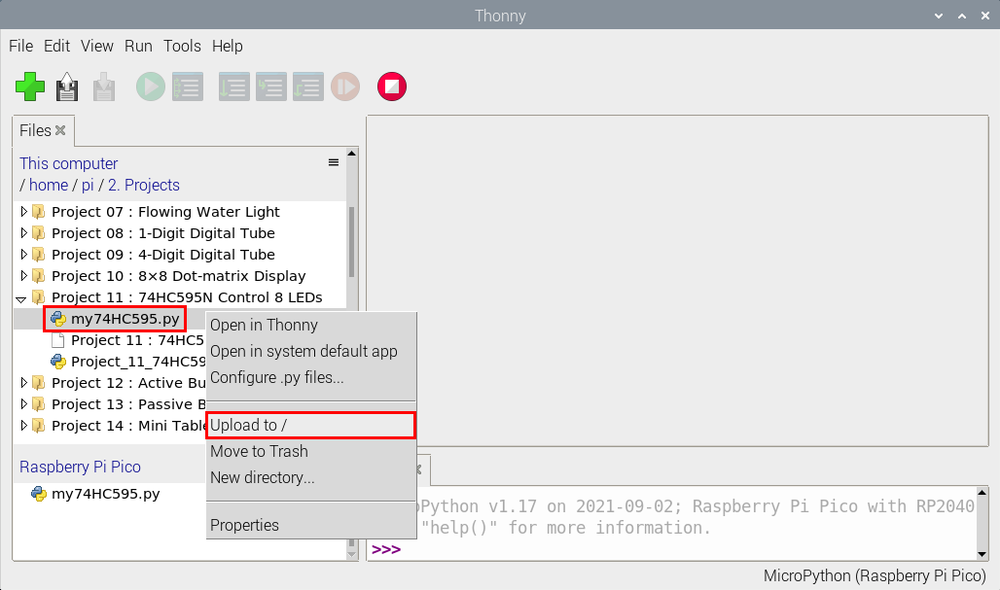 Thonny
File Edit View Run Tools Help
Files
This computer
/ home / pi / 2. Projects
Project 07 : Flowing Water Light
Project 08 : 1-Digit Digital Tube
Project 09 : 4-Digit Digital Tube
Project 10 : 8×8 Dot-matrix Display
Project 11 : 74HC595N Control 8 LEDs
my74HC595.py
Project 11 : 74HC5
Project_11_74HC59
Project 12 : Active Bu
Project 13 : Passive B
Project 14 : Mini Table
Open in Thonny
Open in system default app
Configure .py files...
Upload to /
Move to Trash
New directory...
Properties
Raspberry Pi Pico
my74HC595.py
oPython v1.17 on 2021-09-02; Raspberry Pi Pico with RP2040
"help()" for more information.
>>>
MicroPython (Raspberry Pi Pico)